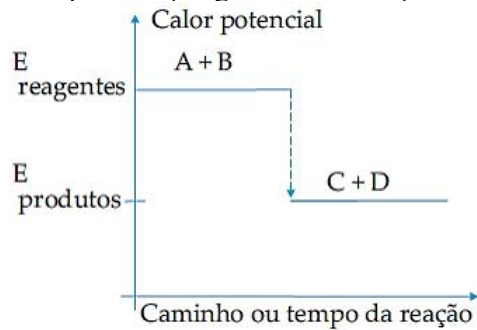 Calor potencial
E
reagentes
A + B
E
produtos
C + D
Caminho ou tempo da reação